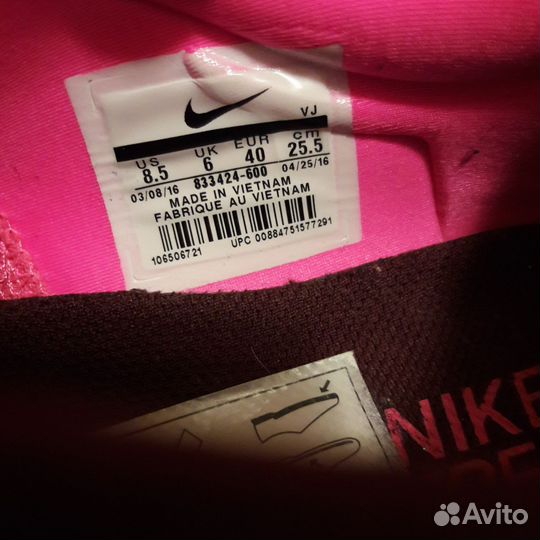 VJ
US UK EUR cm
8.5 6 40 25.5
03/08/16 833424-600 04/25/16
MADE IN VIETNAM
FABRIQUE AU VIETNAM
106506721 UPC 00884751577291
NIKE
Avito